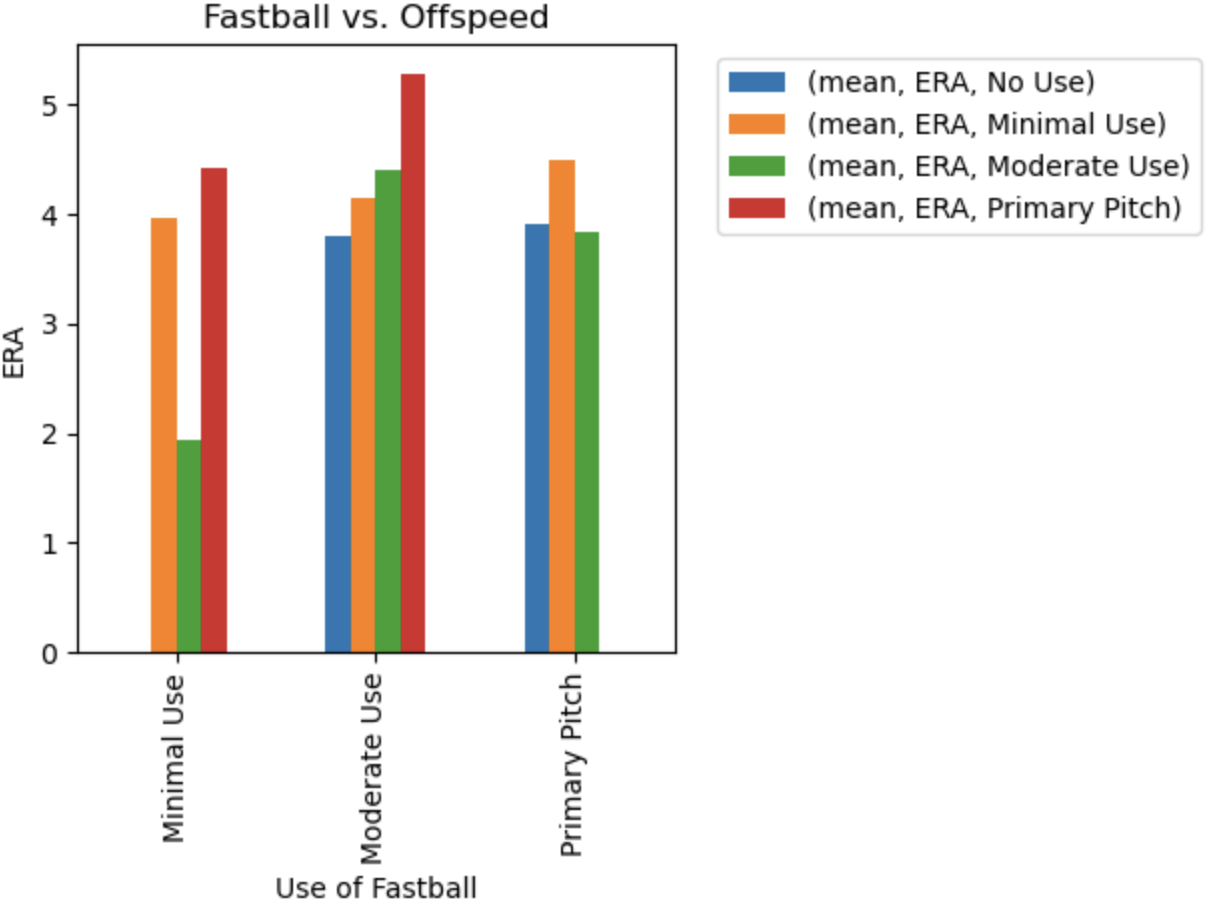 Fastball vs. Offspeed
(mean, ERA, No Use)
(mean, ERA, Minimal Use)
(mean, ERA, Moderate Use)
(mean, ERA, Primary Pitch)
ERA
5
4
3
2
1
0
Minimal Use
Moderate Use
Primary Pitch
Use of Fastball